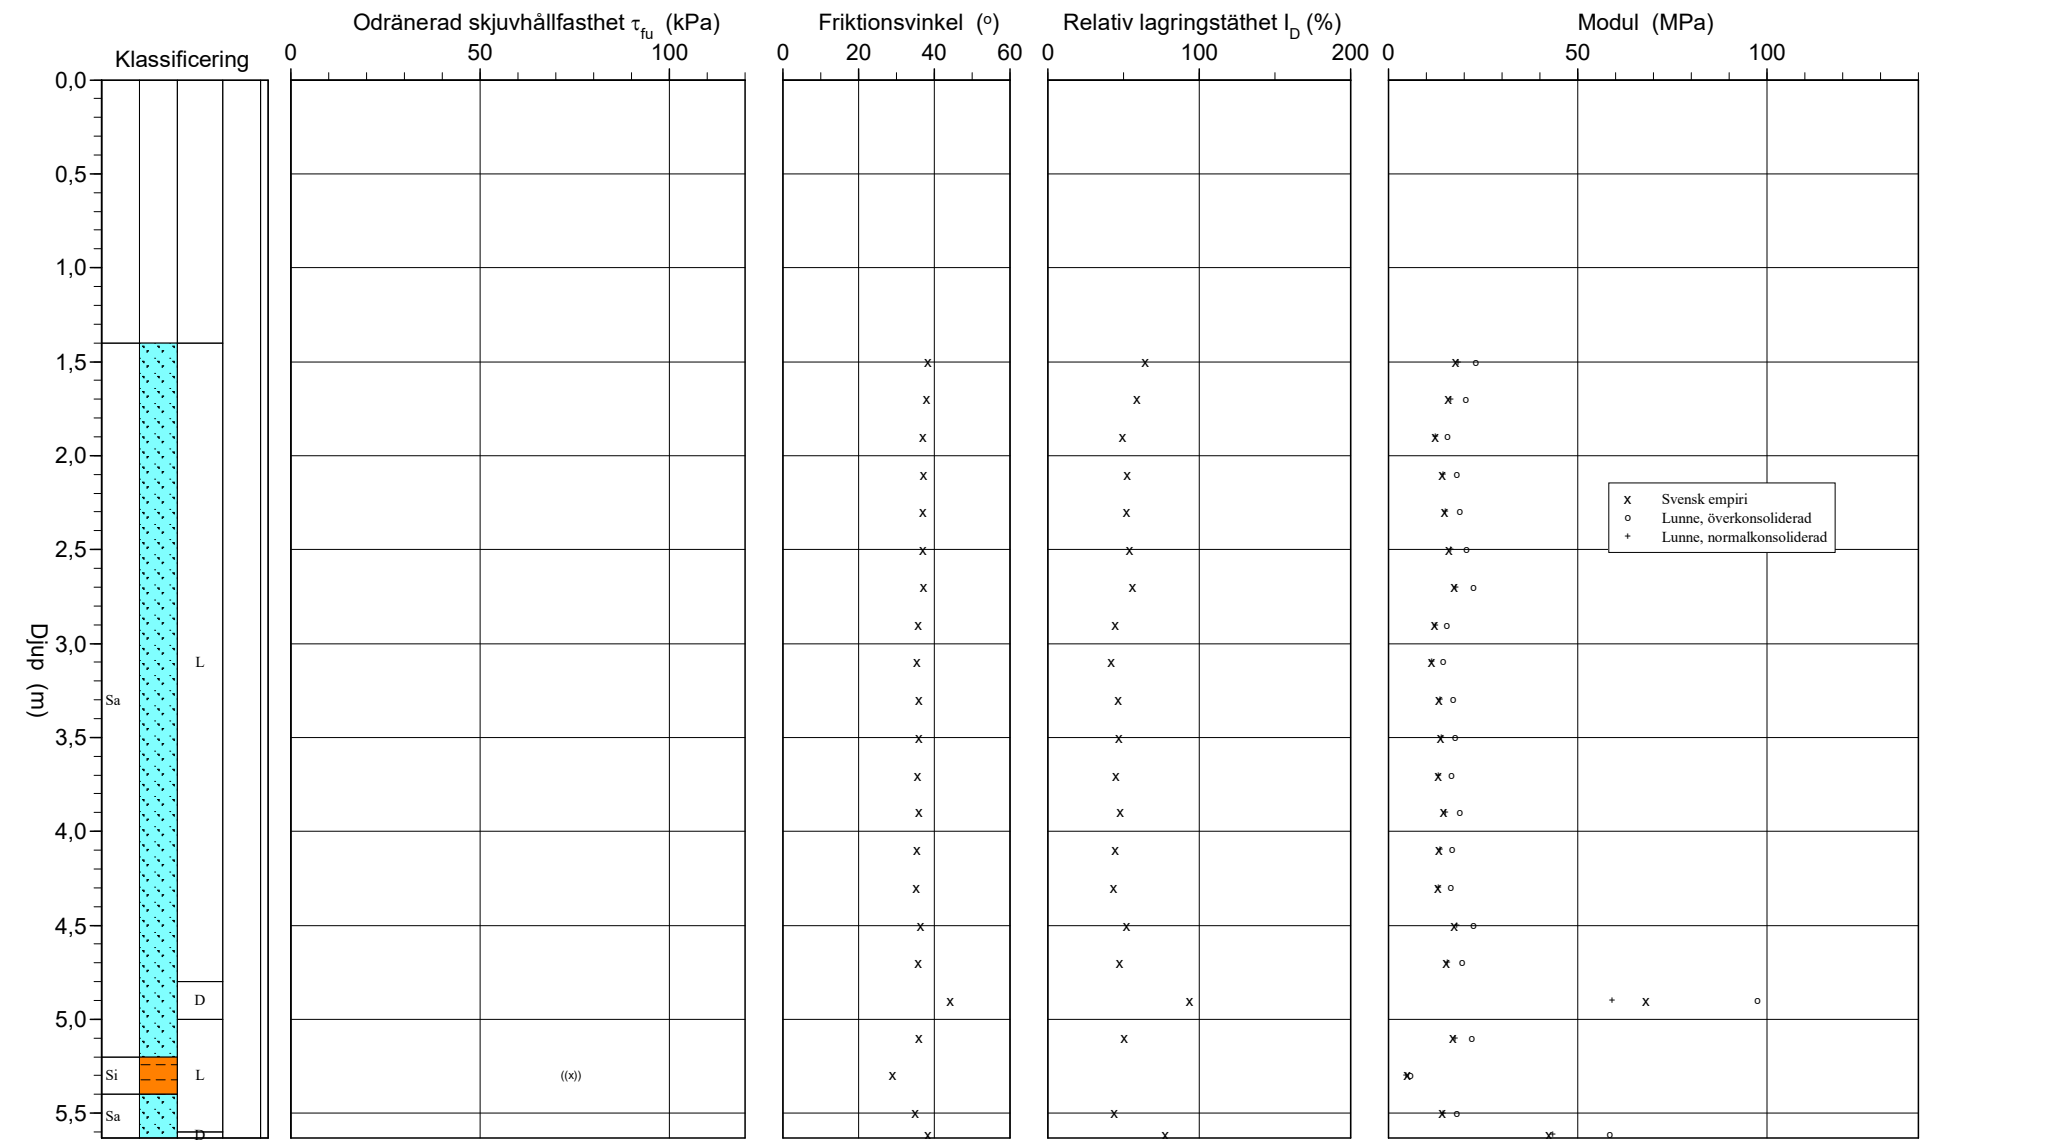 Odränerad skjuvhållfasthet τfu (kPa)
Friktionsvinkel (o)
Relativ lagringstäthet ID (%)
Modul (MPa)
Klassificering
0 50 100
0 20 40 60
0 100 200
0 50 100
Djup (m)
0,0
0,5
1,0
1,5
2,0
2,5
3,0
3,5
4,0
4,5
5,0
5,5
L
Sa
D
Si
L
Sa
D
((x))
x Svensk empiri
o Lunne, överkonsoliderad
+ Lunne, normalkonsoliderad